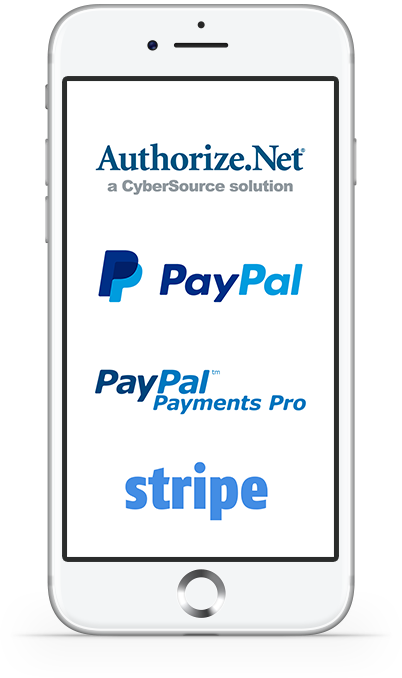 Authorize.Net®
a CyberSource solution
PayPal
PayPal™
Payments Pro
stripe